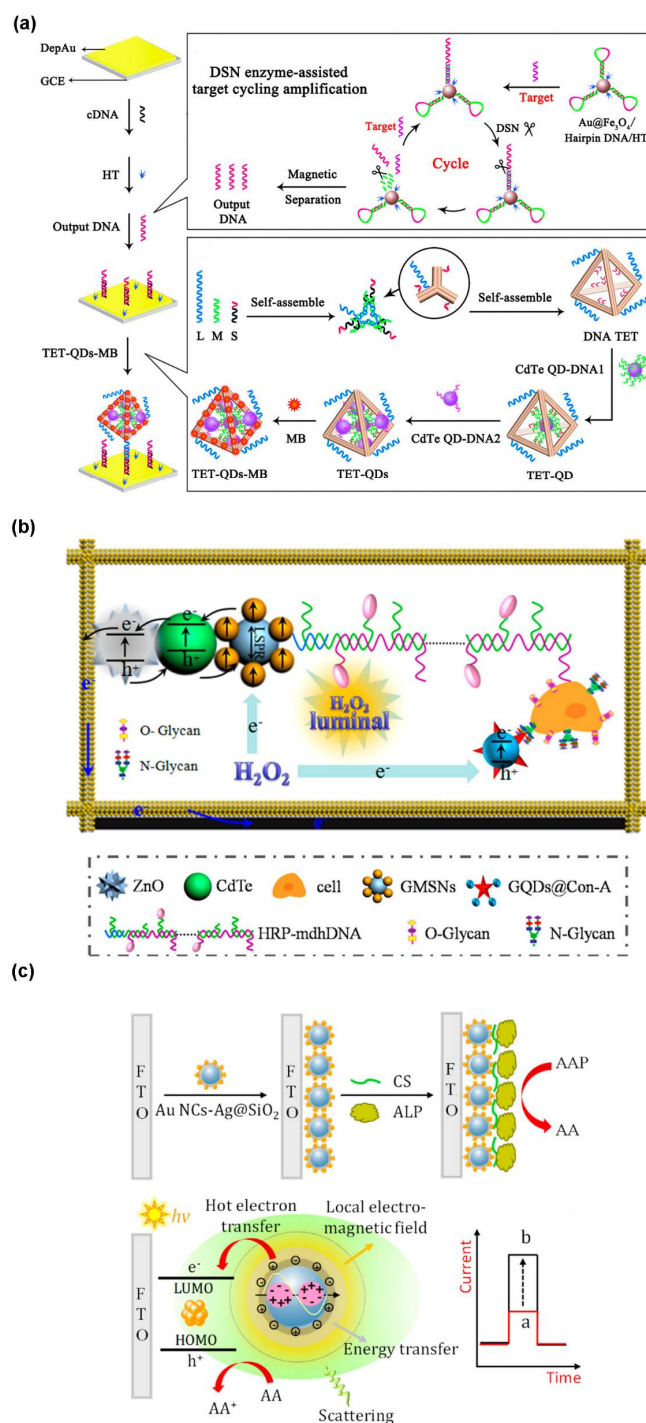 (a)
DepAu
GCE
cDNA
HT
Output DNA
TET-QDs-MB
DSN enzyme-assisted
target cycling amplification
Target
Au@Fe₃O₄/
Hairpin DNA/HT
Target
DSN
Cycle
Magnetic
Separation
Output
DNA
L M S
Self-assemble
Self-assemble
DNA TET
CdTe QD-DNA1
MB
CdTe QD-DNA2
TET-QDs-MB
TET-QDs
TET-QD
(b)
e⁻
h⁺
e⁻
h⁺
LSPR
H₂O₂
luminal
e⁻
O- Glycan
N-Glycan
e⁻
H₂O₂
e⁻
e⁻
h⁺
e⁻
e⁻
ZnO
CdTe
cell
GMSNs
GQDs@Con-A
HRP-mdhDNA
O-Glycan
N-Glycan
(c)
FTO
Au NCs-Ag@SiO₂
FTO
CS
ALP
FTO
AAP
AA
hν
Hot electron
transfer
Local electro-
magnetic field
FTO
e⁻
LUMO
HOMO
h⁺
AA⁺
AA
Energy transfer
Scattering
Current
b
a
Time